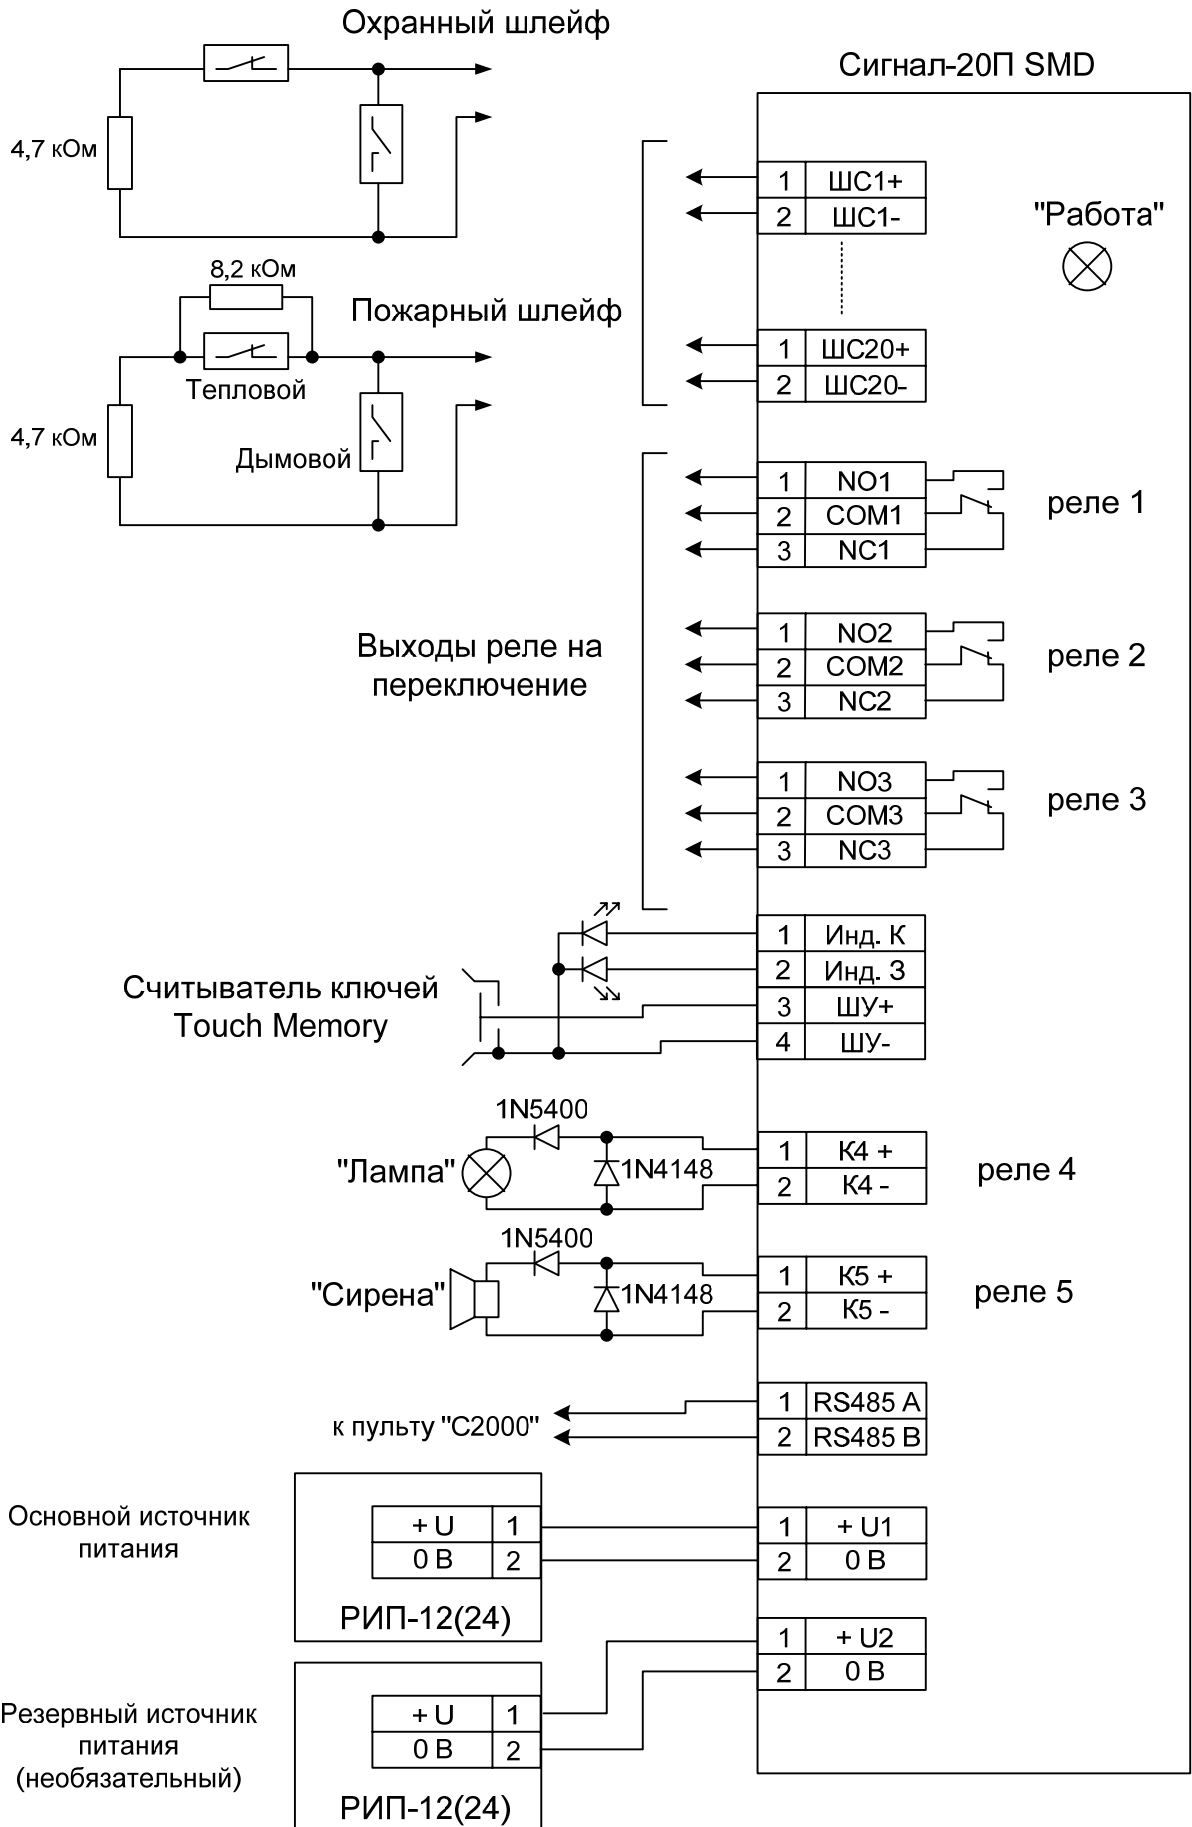 Охранный шлейф
4,7 кОм
8,2 кОм
Пожарный шлейф
Тепловой
4,7 кОм
Дымовой
Сигнал-20П SMD
"Работа"
1 ШС1+
2 ШС1-
1 ШС20+
2 ШС20-
Выходы реле на
переключение
1 NO1
2 COM1
3 NC1
реле 1
1 NO2
2 COM2
3 NC2
реле 2
1 NO3
2 COM3
3 NC3
реле 3
Считыватель ключей
Touch Memory
1 Инд. К
2 Инд. З
3 ШУ+
4 ШУ-
1N5400
"Лампа"
1N4148
1 К4 +
2 К4 -
реле 4
1N5400
"Сирена"
1N4148
1 К5 +
2 К5 -
реле 5
к пульту "С2000"
1 RS485 A
2 RS485 B
Основной источник
питания
+ U 1
0 В 2
РИП-12(24)
1 + U1
2 0 В
Резервный источник
питания
(необязательный)
+ U 1
0 В 2
РИП-12(24)
1 + U2
2 0 В